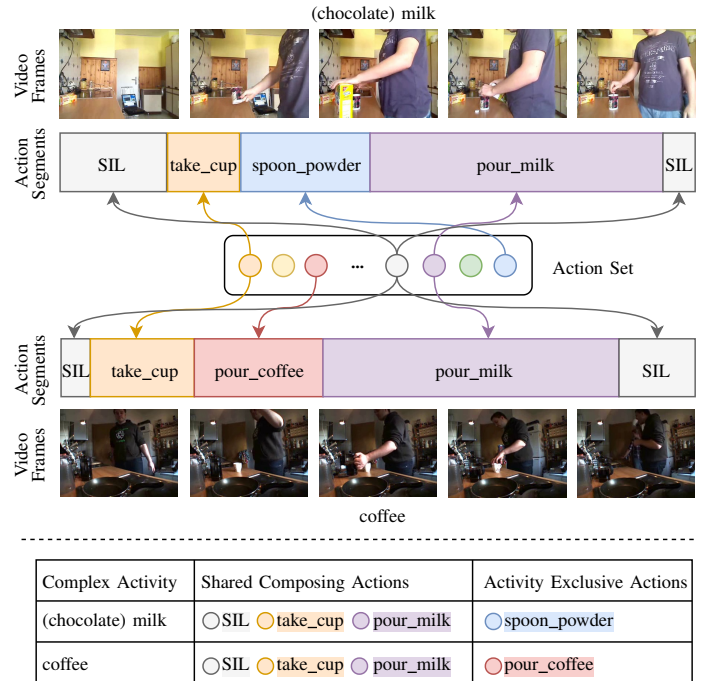 (chocolate) milk
Video
Frames
Action
Segments
SIL
take_cup
spoon_powder
pour_milk
SIL
...
Action Set
Action
Segments
SIL
take_cup
pour_coffee
pour_milk
SIL
Video
Frames
coffee
Complex Activity Shared Composing Actions Activity Exclusive Actions
(chocolate) milk SIL take_cup pour_milk spoon_powder
coffee SIL take_cup pour_milk pour_coffee